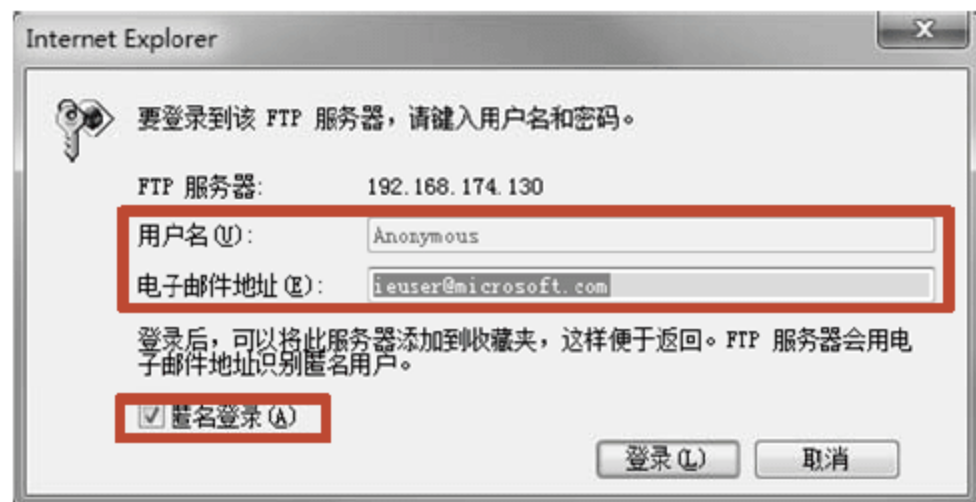 Internet Explorer
要登录到该 FTP 服务器，请键入用户名和密码。
FTP 服务器: 192.168.174.130
用户名(U): Anonymous
电子邮件地址(E): ieuser@microsoft.com
登录后，可以将此服务器添加到收藏夹，这样便于返回。FTP 服务器会用电
子邮件地址识别匿名用户。
匿名登录(A)
登录(L) 取消